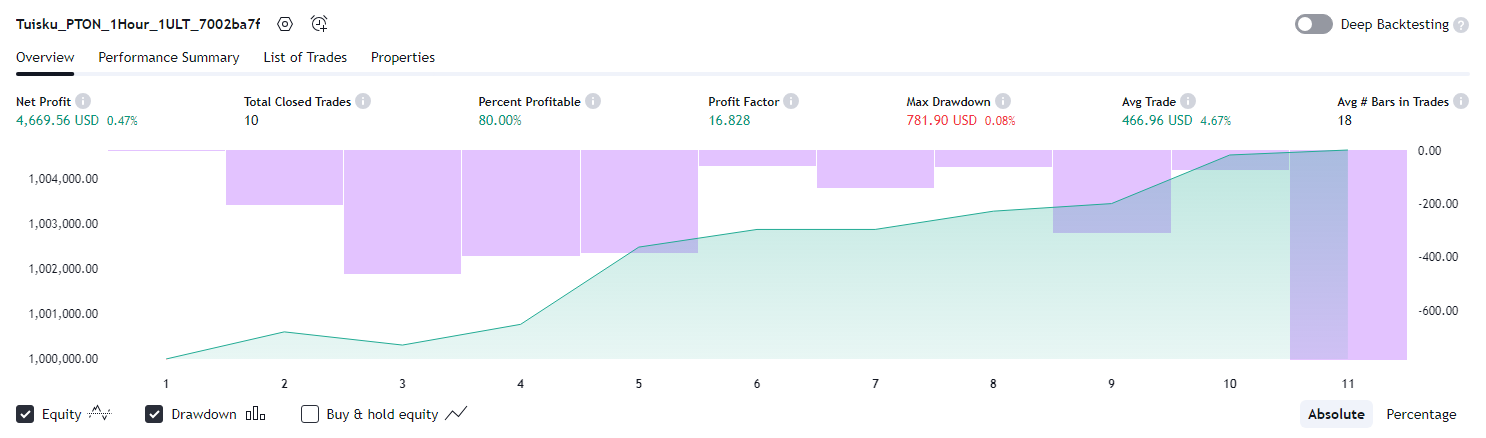 Tuisku_PTON_1Hour_1ULT_7002ba7f Deep Backtesting ?
Overview Performance Summary List of Trades Properties
Net Profit Total Closed Trades Percent Profitable Profit Factor Max Drawdown Avg Trade Avg # Bars in Trades
4,669.56 USD 0.47% 10 80.00% 16.828 781.90 USD 0.08% 466.96 USD 4.67% 18
0.00
1,004,000.00
-200.00
1,003,000.00
-400.00
1,002,000.00
-600.00
1,001,000.00
1,000,000.00
1 2 3 4 5 6 7 8 9 10 11
Equity Drawdown Buy & hold equity Absolute Percentage